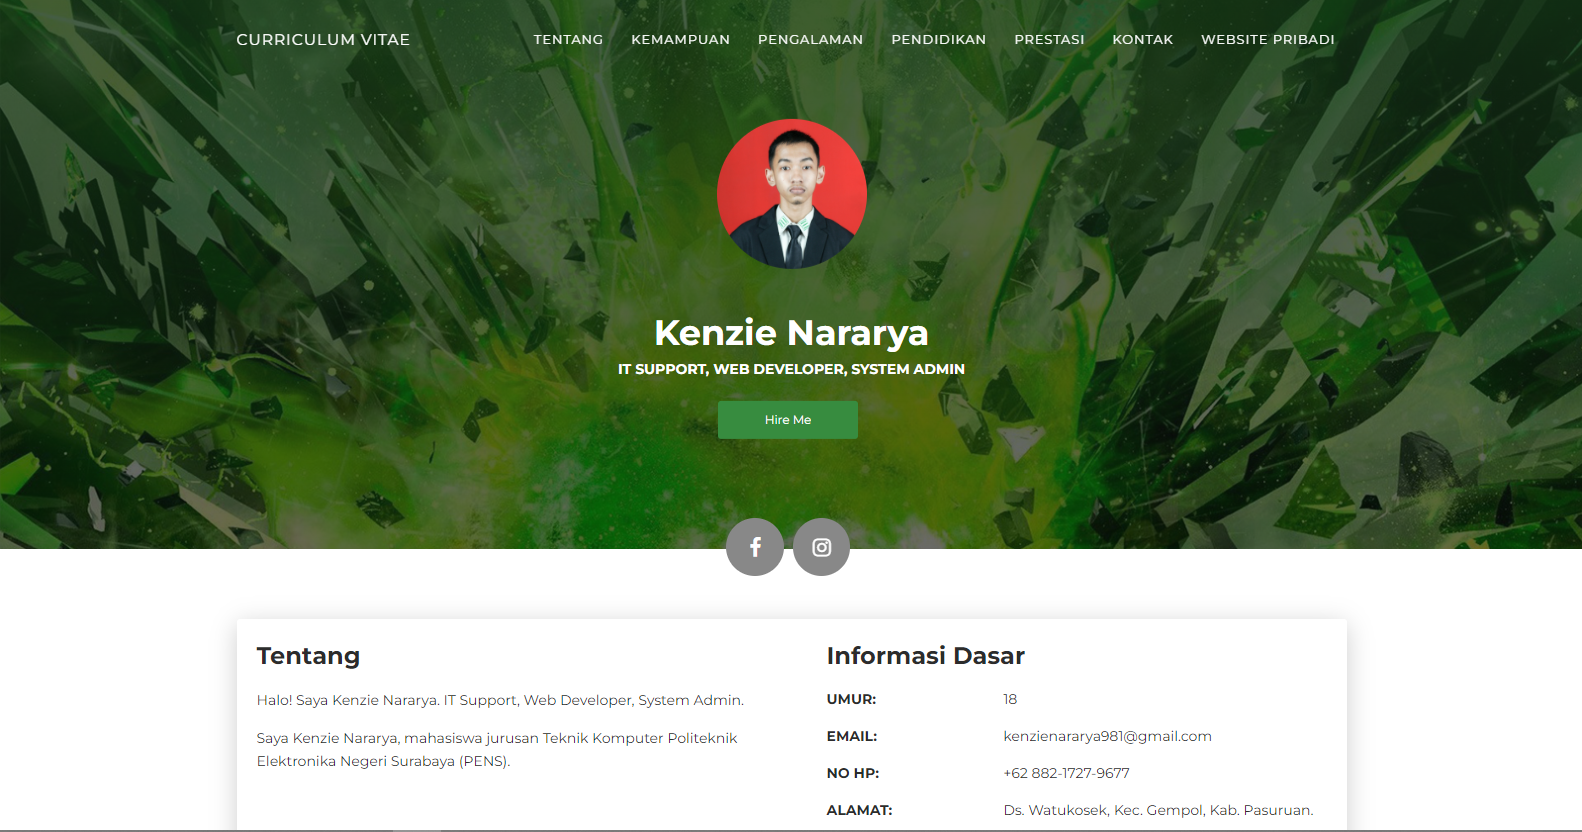 CURRICULUM VITAE
TENTANG KEMAMPUAN PENGALAMAN PENDIDIKAN PRESTASI KONTAK WEBSITE PRIBADI
Kenzie Nararya
IT SUPPORT, WEB DEVELOPER, SYSTEM ADMIN
Hire Me
Tentang
Halo! Saya Kenzie Nararya. IT Support, Web Developer, System Admin.
Saya Kenzie Nararya, mahasiswa jurusan Teknik Komputer Politeknik
Elektronika Negeri Surabaya (PENS).
Informasi Dasar
UMUR: 18
EMAIL: kenzienararya981@gmail.com
NO HP: +62 882-1727-9677
ALAMAT: Ds. Watukosek, Kec. Gempol, Kab. Pasuruan.